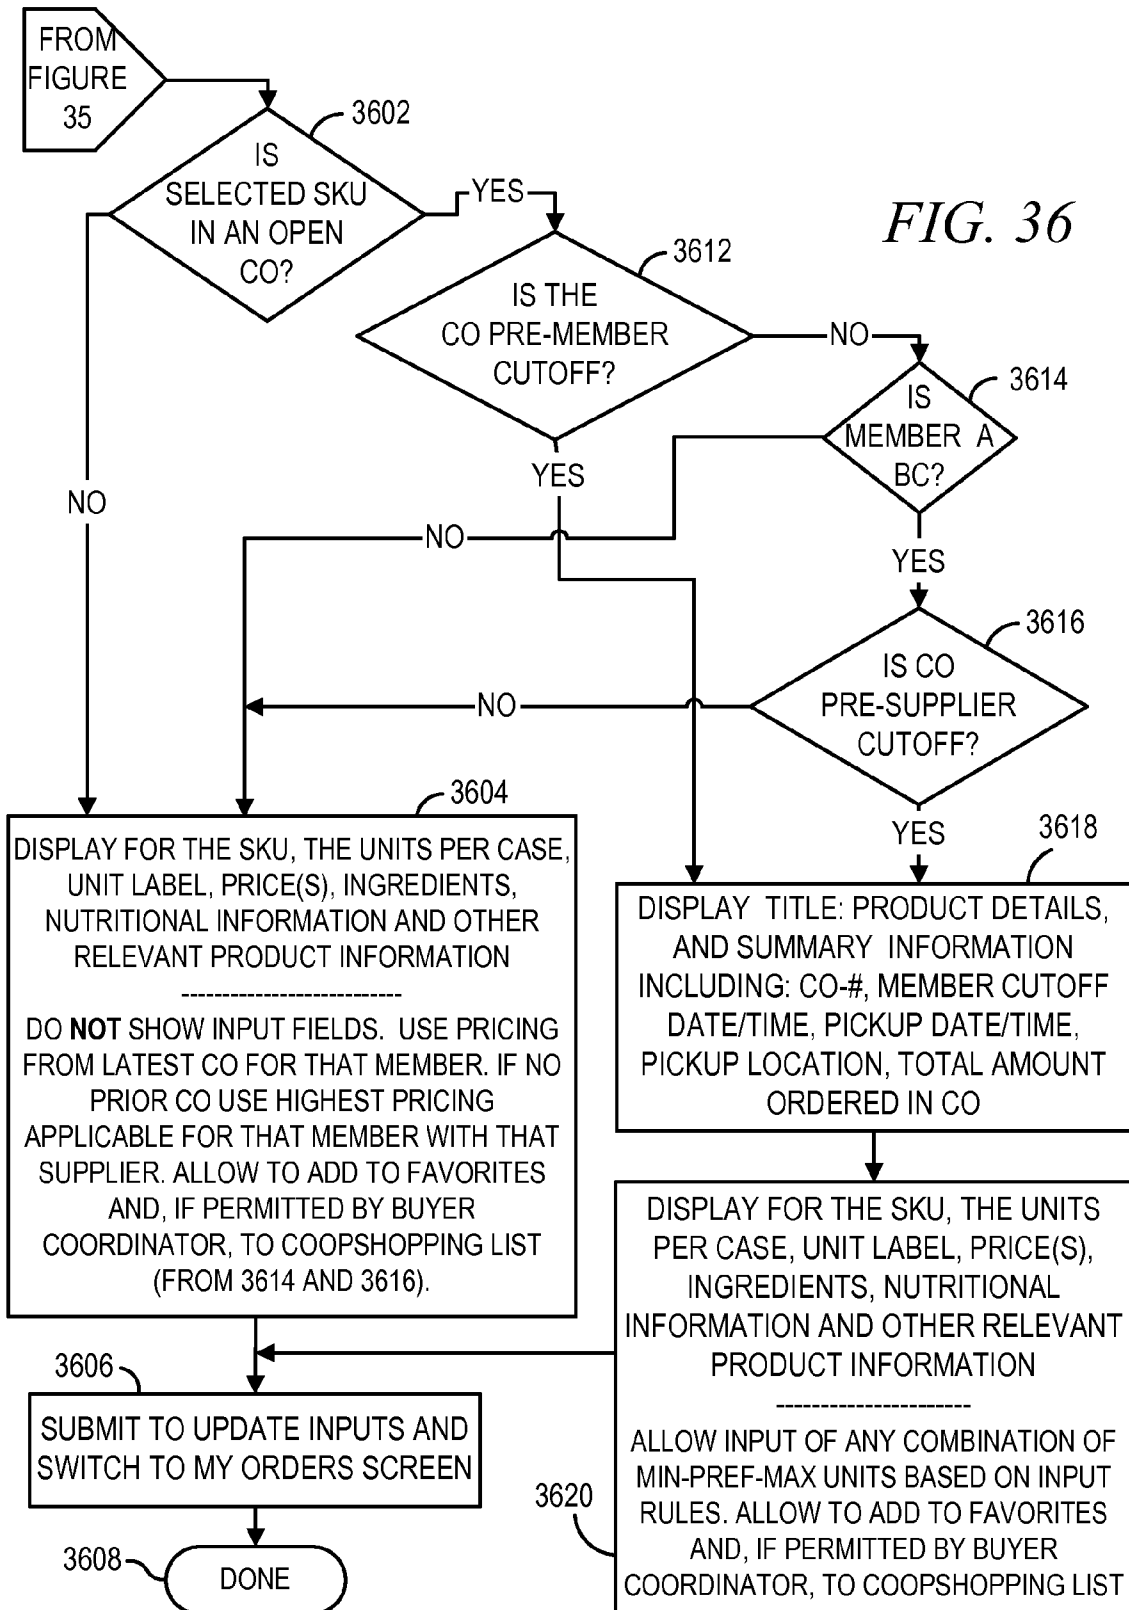 FROM
FIGURE
35
3602
IS
SELECTED SKU
IN AN OPEN
CO?
YES
FIG. 36
3612
IS THE
CO PRE-MEMBER
CUTOFF?
NO
3614
IS
MEMBER A
BC?
YES
NO
NO
YES
3616
IS CO
PRE-SUPPLIER
CUTOFF?
NO
YES
3604
DISPLAY FOR THE SKU, THE UNITS PER CASE,
UNIT LABEL, PRICE(S), INGREDIENTS,
NUTRITIONAL INFORMATION AND OTHER
RELEVANT PRODUCT INFORMATION
---------------------------
DO NOT SHOW INPUT FIELDS. USE PRICING
FROM LATEST CO FOR THAT MEMBER. IF NO
PRIOR CO USE HIGHEST PRICING
APPLICABLE FOR THAT MEMBER WITH THAT
SUPPLIER. ALLOW TO ADD TO FAVORITES
AND, IF PERMITTED BY BUYER
COORDINATOR, TO COOPSHOPPING LIST
(FROM 3614 AND 3616).
3618
DISPLAY TITLE: PRODUCT DETAILS,
AND SUMMARY INFORMATION
INCLUDING: CO-#, MEMBER CUTOFF
DATE/TIME, PICKUP DATE/TIME,
PICKUP LOCATION, TOTAL AMOUNT
ORDERED IN CO
DISPLAY FOR THE SKU, THE UNITS
PER CASE, UNIT LABEL, PRICE(S),
INGREDIENTS, NUTRITIONAL
INFORMATION AND OTHER RELEVANT
PRODUCT INFORMATION
-----------------------
ALLOW INPUT OF ANY COMBINATION OF
MIN-PREF-MAX UNITS BASED ON INPUT
RULES. ALLOW TO ADD TO FAVORITES
AND, IF PERMITTED BY BUYER
COORDINATOR, TO COOPSHOPPING LIST
3620
3606
SUBMIT TO UPDATE INPUTS AND
SWITCH TO MY ORDERS SCREEN
3608
DONE